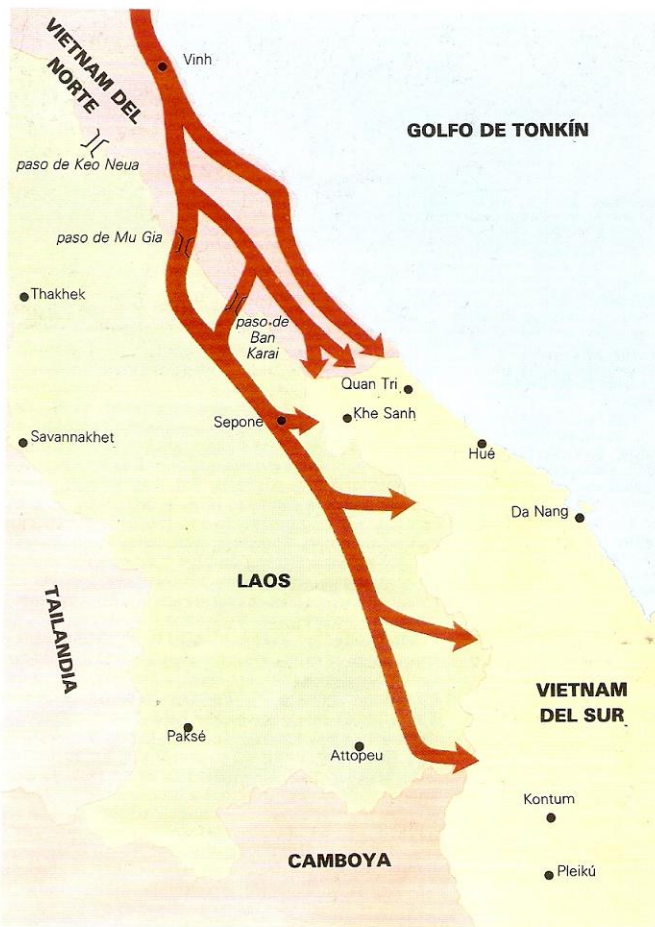 VIETNAM DEL
NORTE
Vinh
GOLFO DE TONKÍN
paso de Keo Neua
paso de Mu Gia
Thakhek
paso de
Ban
Karai
Quan Tri
Sepone
Khe Sanh
Savannakhet
Hué
Da Nang
LAOS
TAILANDIA
VIETNAM
DEL SUR
Paksé
Attopeu
Kontum
CAMBOYA
Pleikú